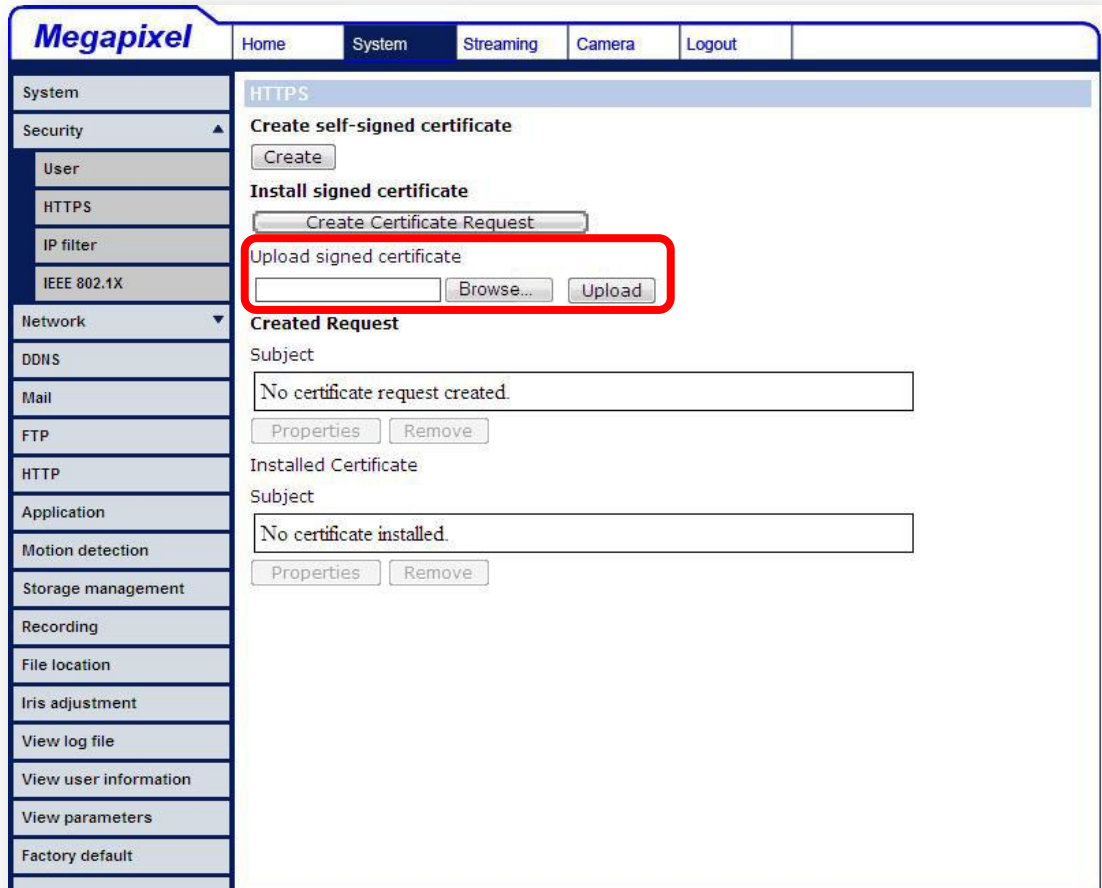 Megapixel
Home System Streaming Camera Logout
System
Security
User
HTTPS
IP filter
IEEE 802.1X
Network
DDNS
Mail
FTP
HTTP
Application
Motion detection
Storage management
Recording
File location
Iris adjustment
View log file
View user information
View parameters
Factory default
HTTPS
Create self-signed certificate
Create
Install signed certificate
Create Certificate Request
Upload signed certificate
Browse... Upload
Created Request
Subject
No certificate request created.
Properties Remove
Installed Certificate
Subject
No certificate installed.
Properties Remove